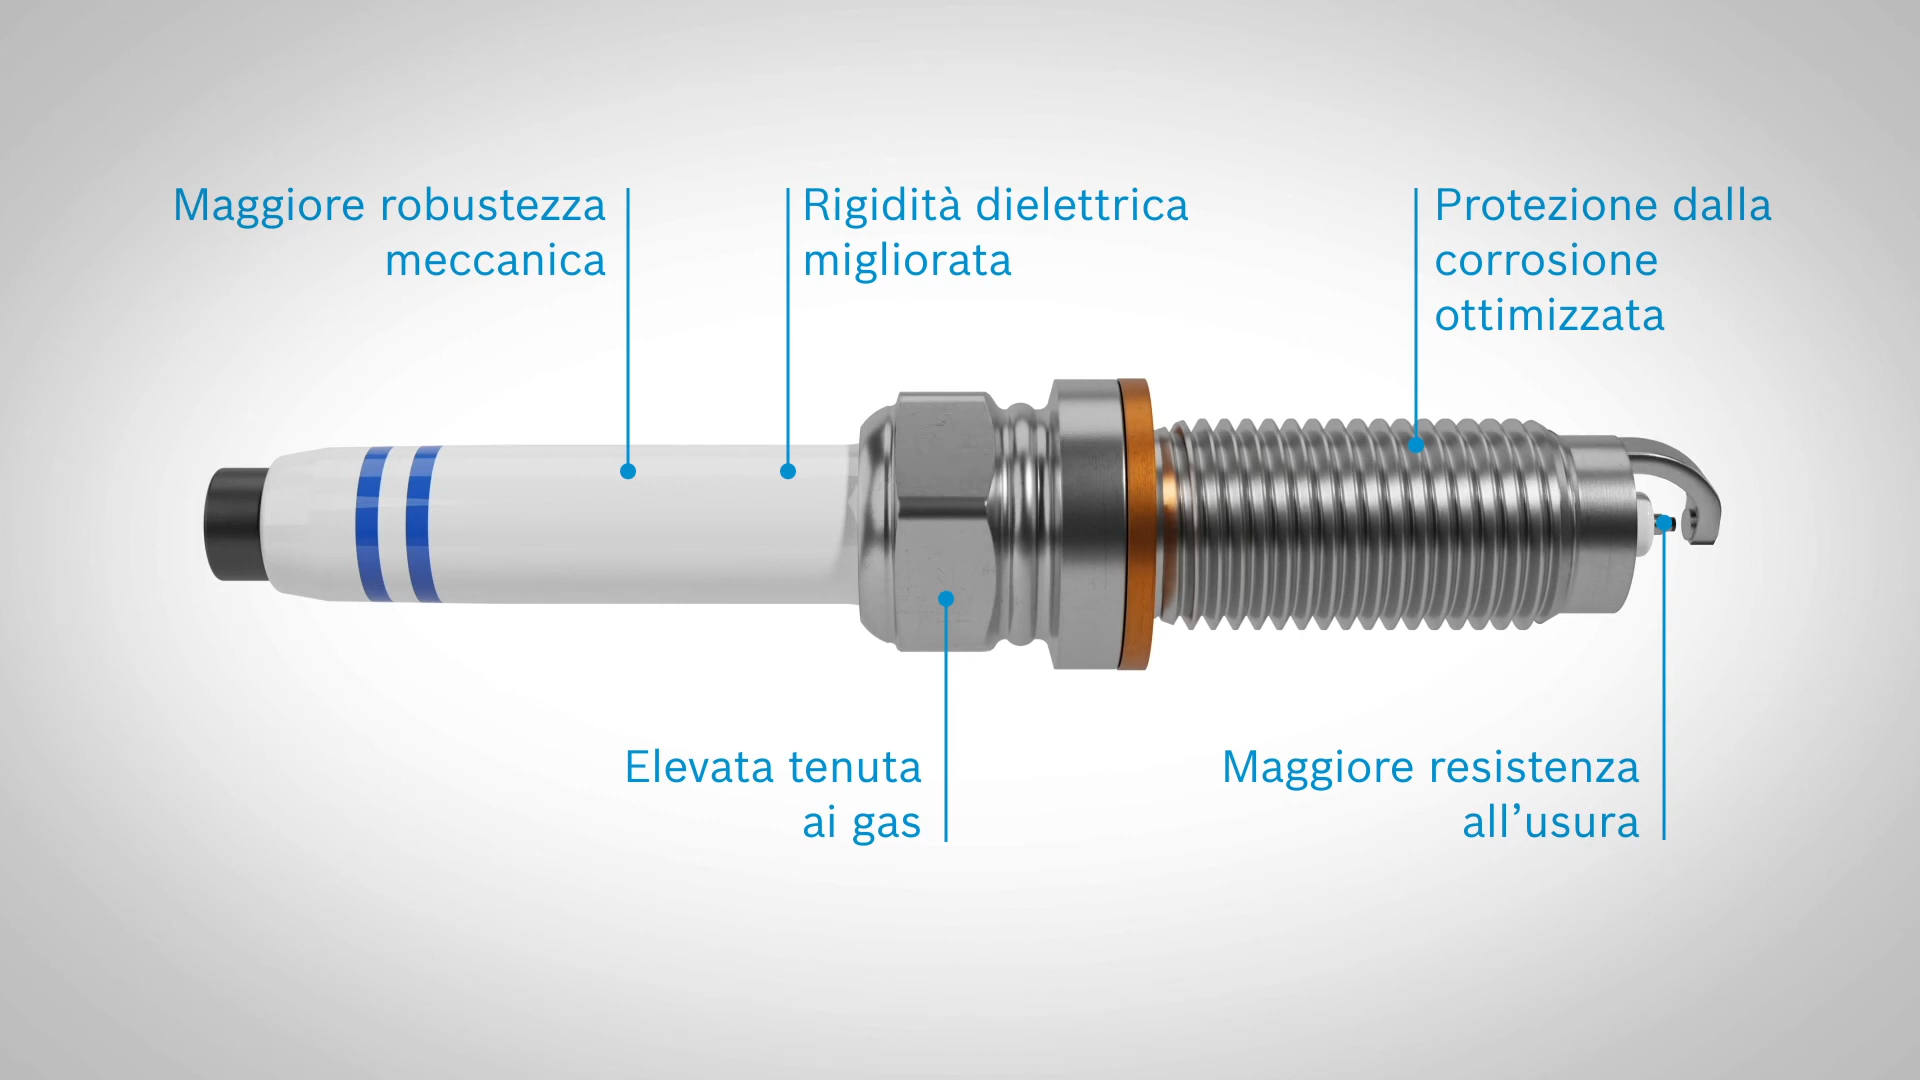 Maggiore robustezza
meccanica
Rigidità dielettrica
migliorata
Protezione dalla
corrosione
ottimizzata
Elevata tenuta
ai gas
Maggiore resistenza
all’usura